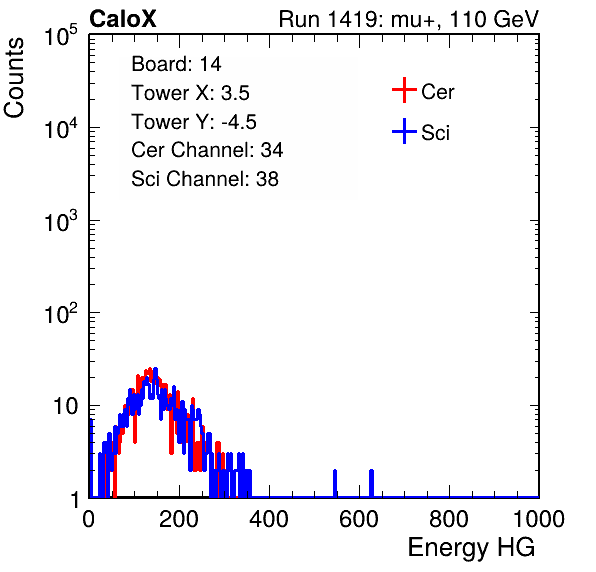 CaloX Run 1419: mu+, 110 GeV
Counts
Board: 14
Tower X: 3.5
Tower Y: -4.5
Cer Channel: 34
Sci Channel: 38
Cer
Sci
10^5
10^4
10^3
10^2
10
1
0 200 400 600 800 1000
Energy HG